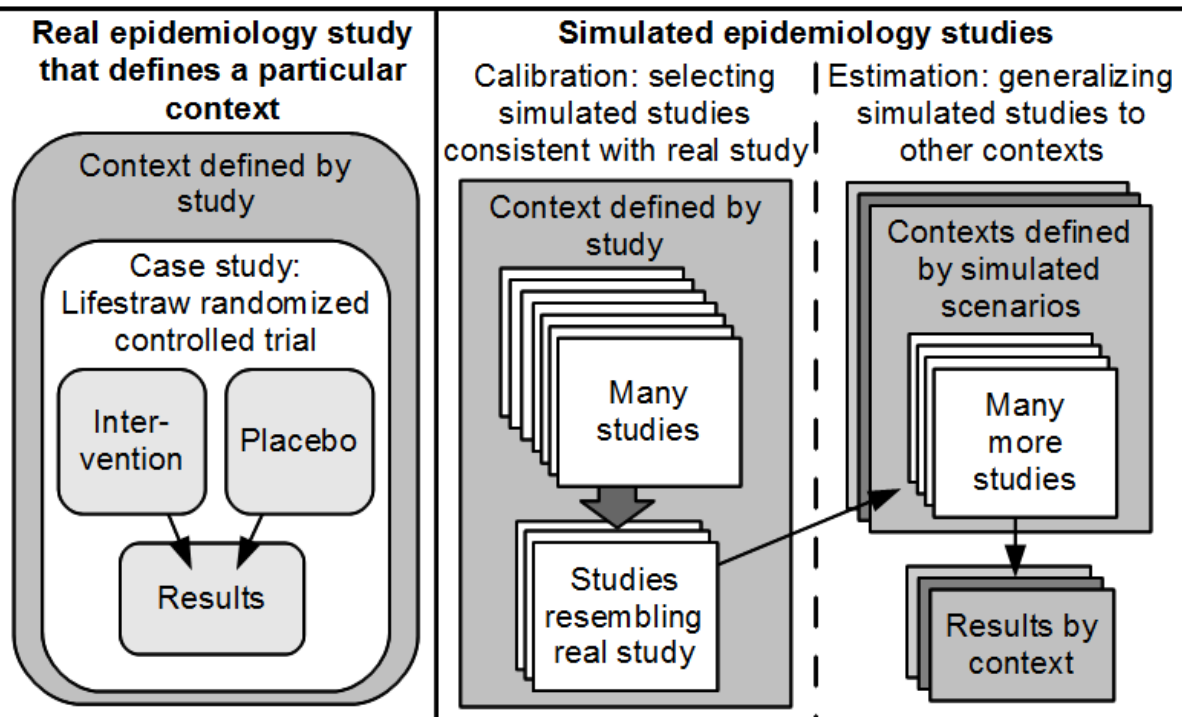 Real epidemiology study
that defines a particular
context
Context defined by
study
Case study:
Lifestraw randomized
controlled trial
Inter-
vention
Placebo
Results
Simulated epidemiology studies
Calibration: selecting
simulated studies
consistent with real study
Context defined by
study
Many
studies
Studies
resembling
real study
Estimation: generalizing
simulated studies to
other contexts
Contexts defined
by simulated
scenarios
Many
more
studies
Results by
context